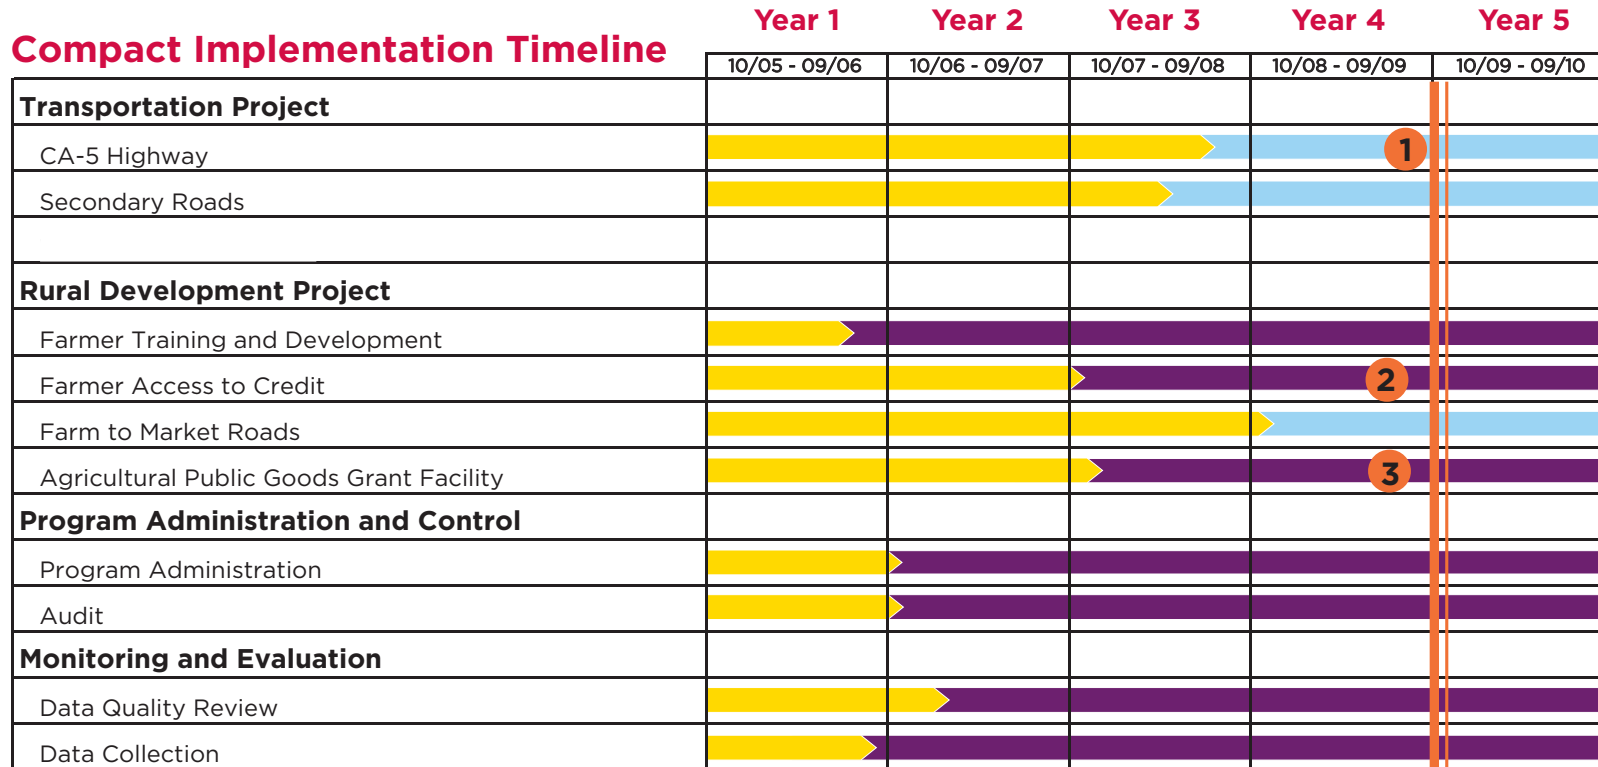 Year 1 Year 2 Year 3 Year 4 Year 5
Compact Implementation Timeline
10/05 - 09/06 10/06 - 09/07 10/07 - 09/08 10/08 - 09/09 10/09 - 09/10
Transportation Project
CA-5 Highway 1
Secondary Roads
Rural Development Project
Farmer Training and Development
Farmer Access to Credit 2
Farm to Market Roads
Agricultural Public Goods Grant Facility 3
Program Administration and Control
Program Administration
Audit
Monitoring and Evaluation
Data Quality Review
Data Collection